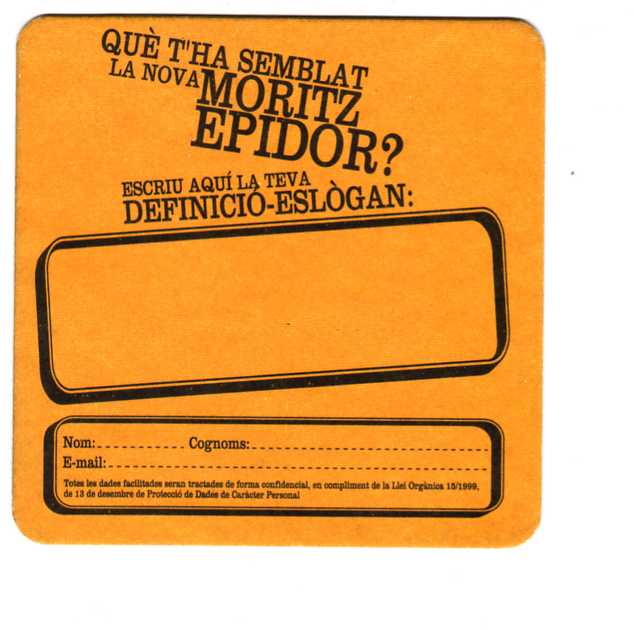 QUÈ T'HA SEMBLAT
LA NOVA MORITZ
EPIDOR?
ESCRIU AQUÍ LA TEVA
DEFINICIÓ-ESLÒGAN:
Nom: Cognoms:
E-mail:
Totes les dades facilitades seran tractades de forma confidencial, en compliment de la Llei Orgànica 15/1999,
de 13 de desembre de Protecció de Dades de Caràcter Personal